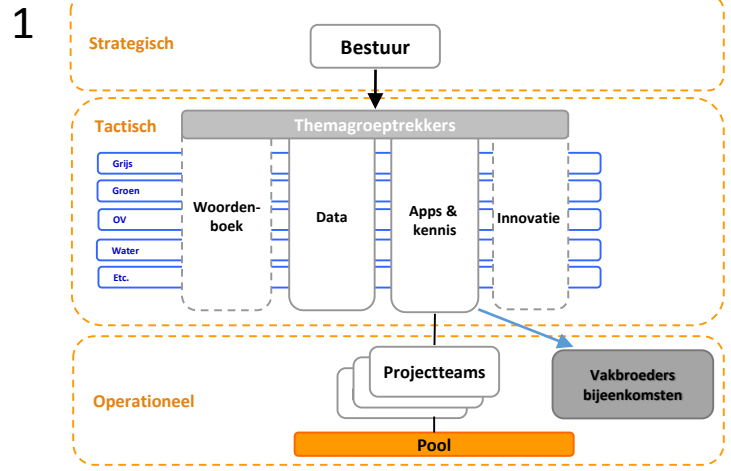 1
Strategisch
Bestuur
Tactisch
Themagroeptrekkers
Grijs
Groen
OV
Water
Etc.
Woorden-
boek
Data
Apps &
kennis
Innovatie
Operationeel
Projectteams
Vakbroeders
bijeenkomsten
Pool